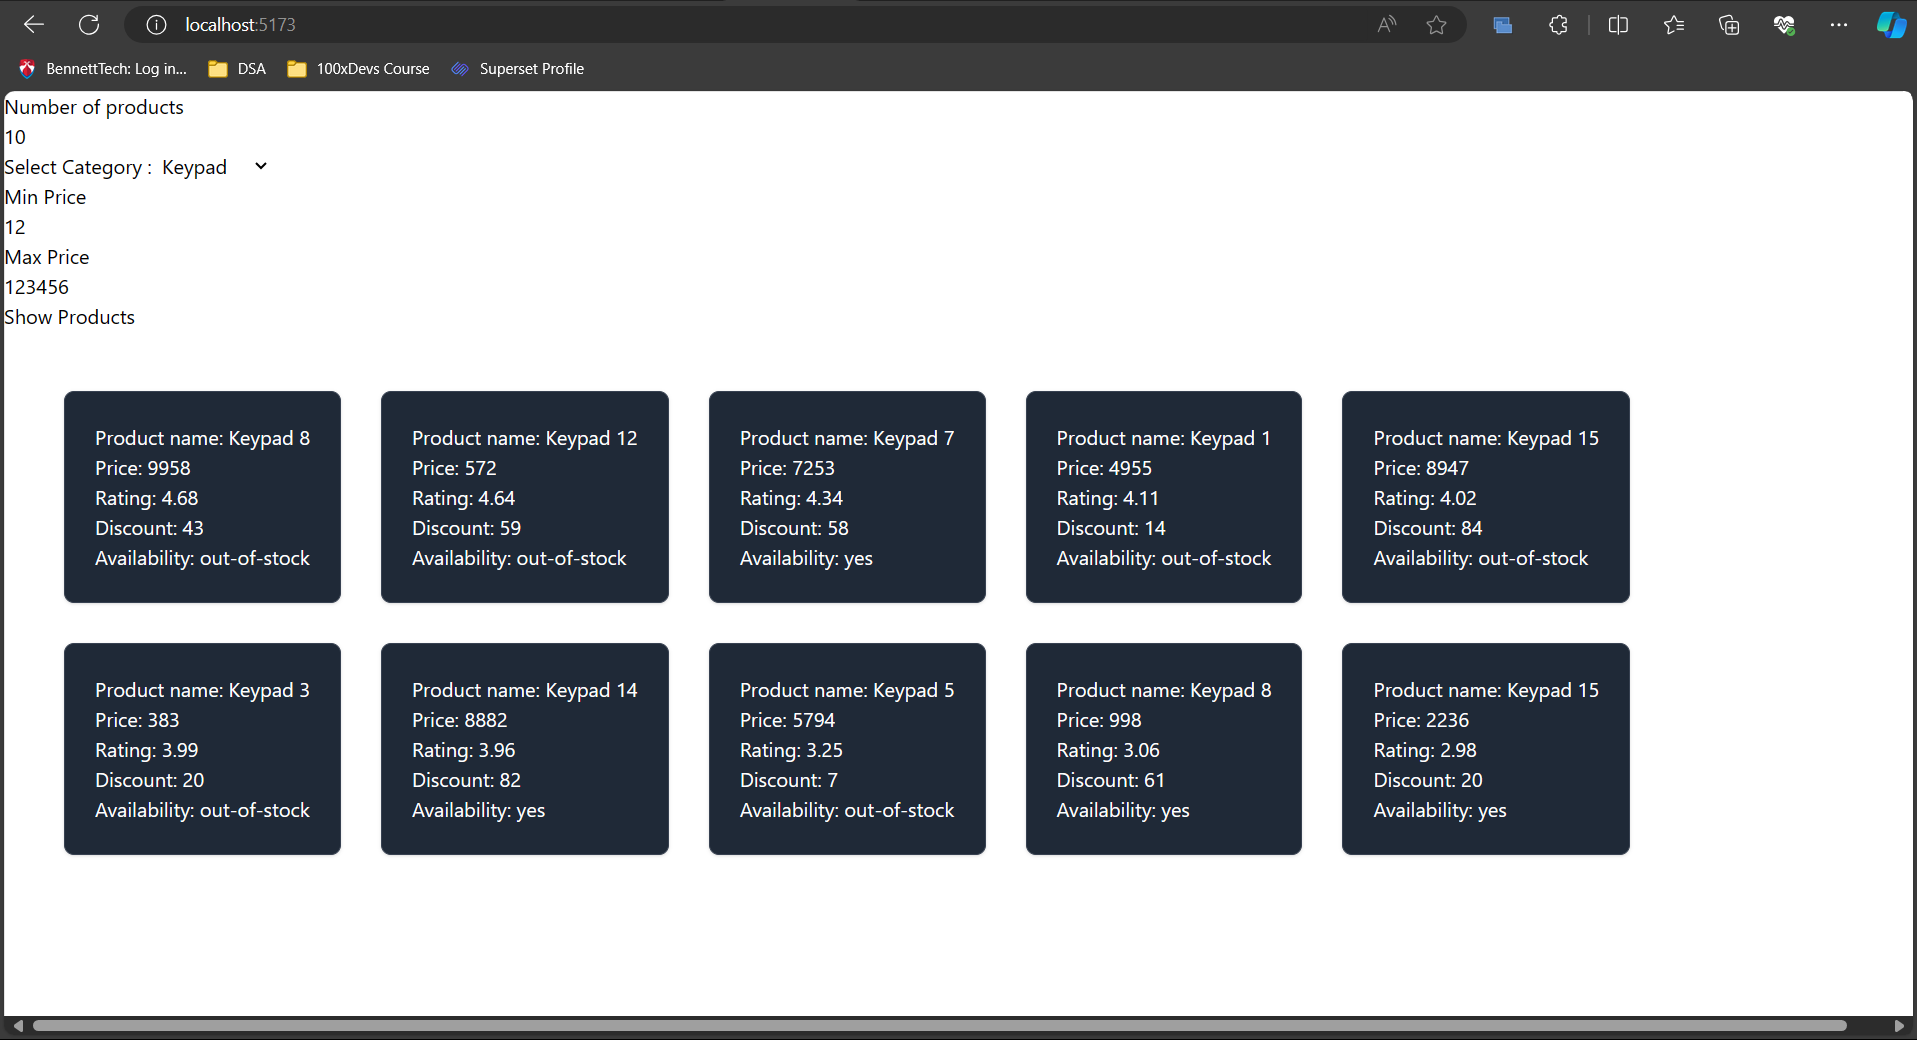 localhost:5173
BennettTech: Log in... DSA 100xDevs Course Superset Profile
Number of products
10
Select Category : Keypad
Min Price
12
Max Price
123456
Show Products
Product name: Keypad 8
Price: 9958
Rating: 4.68
Discount: 43
Availability: out-of-stock
Product name: Keypad 12
Price: 572
Rating: 4.64
Discount: 59
Availability: out-of-stock
Product name: Keypad 7
Price: 7253
Rating: 4.34
Discount: 58
Availability: yes
Product name: Keypad 1
Price: 4955
Rating: 4.11
Discount: 14
Availability: out-of-stock
Product name: Keypad 15
Price: 8947
Rating: 4.02
Discount: 84
Availability: out-of-stock
Product name: Keypad 3
Price: 383
Rating: 3.99
Discount: 20
Availability: out-of-stock
Product name: Keypad 14
Price: 8882
Rating: 3.96
Discount: 82
Availability: yes
Product name: Keypad 5
Price: 5794
Rating: 3.25
Discount: 7
Availability: out-of-stock
Product name: Keypad 8
Price: 998
Rating: 3.06
Discount: 61
Availability: yes
Product name: Keypad 15
Price: 2236
Rating: 2.98
Discount: 20
Availability: yes